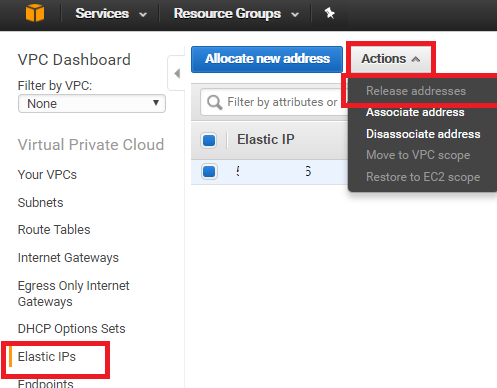 Services Resource Groups
VPC Dashboard
Filter by VPC:
None
Virtual Private Cloud
Your VPCs
Subnets
Route Tables
Internet Gateways
Egress Only Internet
Gateways
DHCP Option Sets
Elastic IPs
Endpoints
Allocate new address Actions
Filter by attributes or
Elastic IP
5 6
Release addresses
Associate address
Disassociate address
Move to VPC scope
Restore to EC2 scope